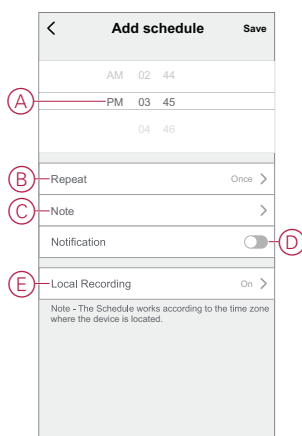 Add schedule Save
AM 02 44
A PM 03 45
04 46
B Repeat Once
C Note
Notification D
E Local Recording On
Note - The Schedule works according to the time zone
where the device is located.